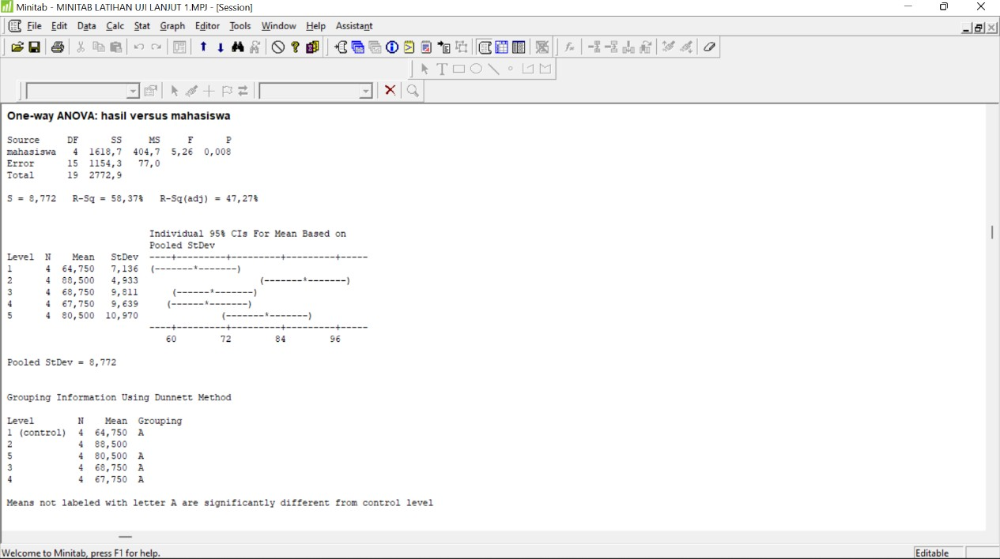 Minitab - MINITAB LATIHAN UJI LANJUT 1.MPJ - [Session]
File Edit Data Calc Stat Graph Editor Tools Window Help Assistant
One-way ANOVA: hasil versus mahasiswa
Source DF SS MS F P
mahasiswa 4 1618,7 404,7 5,26 0,008
Error 15 1154,3 77,0
Total 19 2772,9
S = 8,772 R-Sq = 58,37% R-Sq(adj) = 47,27%
Individual 95% CIs For Mean Based on
Pooled StDev
Level N Mean StDev ----+---------+---------+---------+-----
1 4 64,750 7,136 (-------*-------)
2 4 88,500 4,933 (-------*-------)
3 4 68,750 9,811 (------*-------)
4 4 67,750 9,639 (------*-------)
5 4 80,500 10,970 (-------*-------)
----+---------+---------+---------+-----
60 72 84 96
Pooled StDev = 8,772
Grouping Information Using Dunnett Method
Level N Mean Grouping
1 (control) 4 64,750 A
2 4 88,500
5 4 80,500 A
3 4 68,750 A
4 4 67,750 A
Means not labeled with letter A are significantly different from control level
Welcome to Minitab, press F1 for help.
Editable